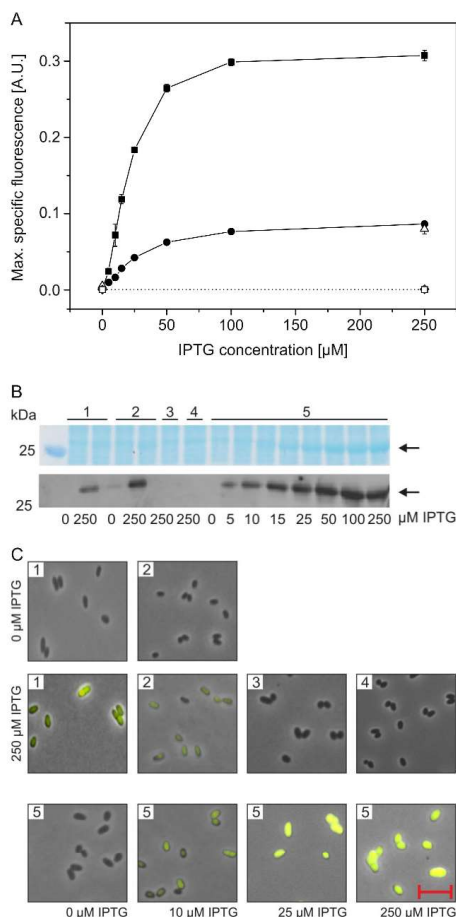 A
Max. specific fluorescence [A.U.]
0.3
0.2
0.1
0.0
0 50 100 150 200 250
IPTG concentration [µM]
B
kDa 1 2 3 4 5
25
25
0 250 0 250 250 250 0 5 10 15 25 50 100 250 µM IPTG
C
0 µM IPTG
1 2
250 µM IPTG
1 2 3 4
5 5 5 5
0 µM IPTG 10 µM IPTG 25 µM IPTG 250 µM IPTG